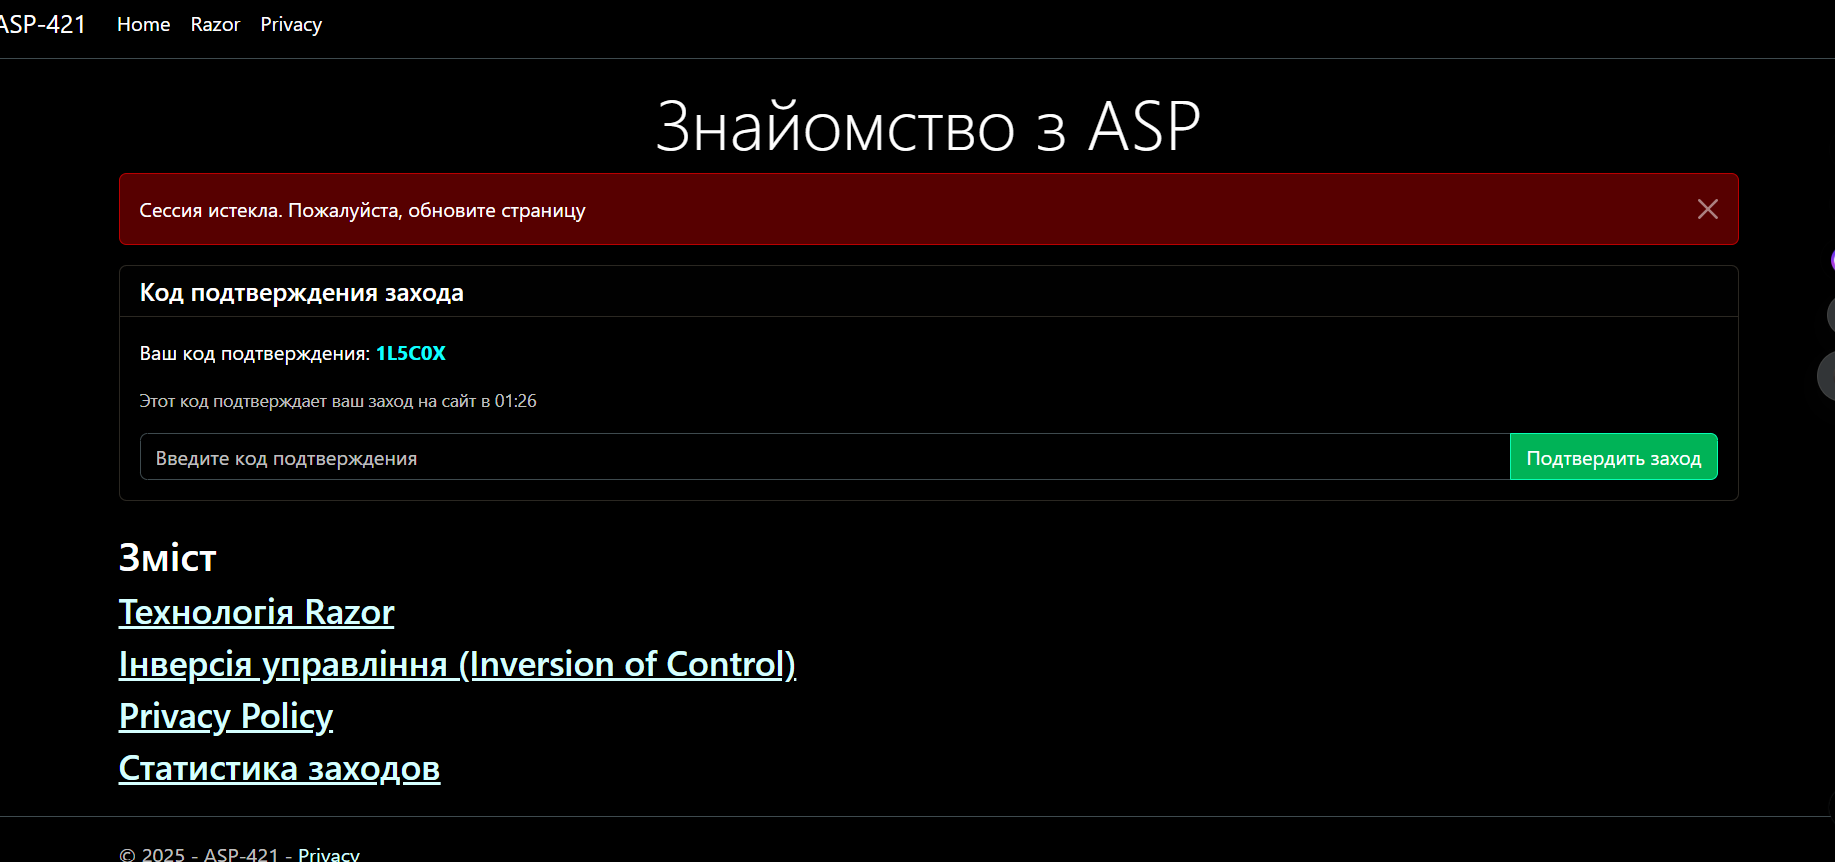 ASP-421 Home Razor Privacy
Знайомство з ASP
Сессия истекла. Пожалуйста, обновите страницу
Код подтверждения захода
Ваш код подтверждения: 1L5C0X
Этот код подтверждает ваш заход на сайт в 01:26
Введите код подтверждения Подтвердить заход
Зміст
Технологія Razor
Інверсія управління (Inversion of Control)
Privacy Policy
Статистика заходов
© 2025 - ASP-421 - Privacy